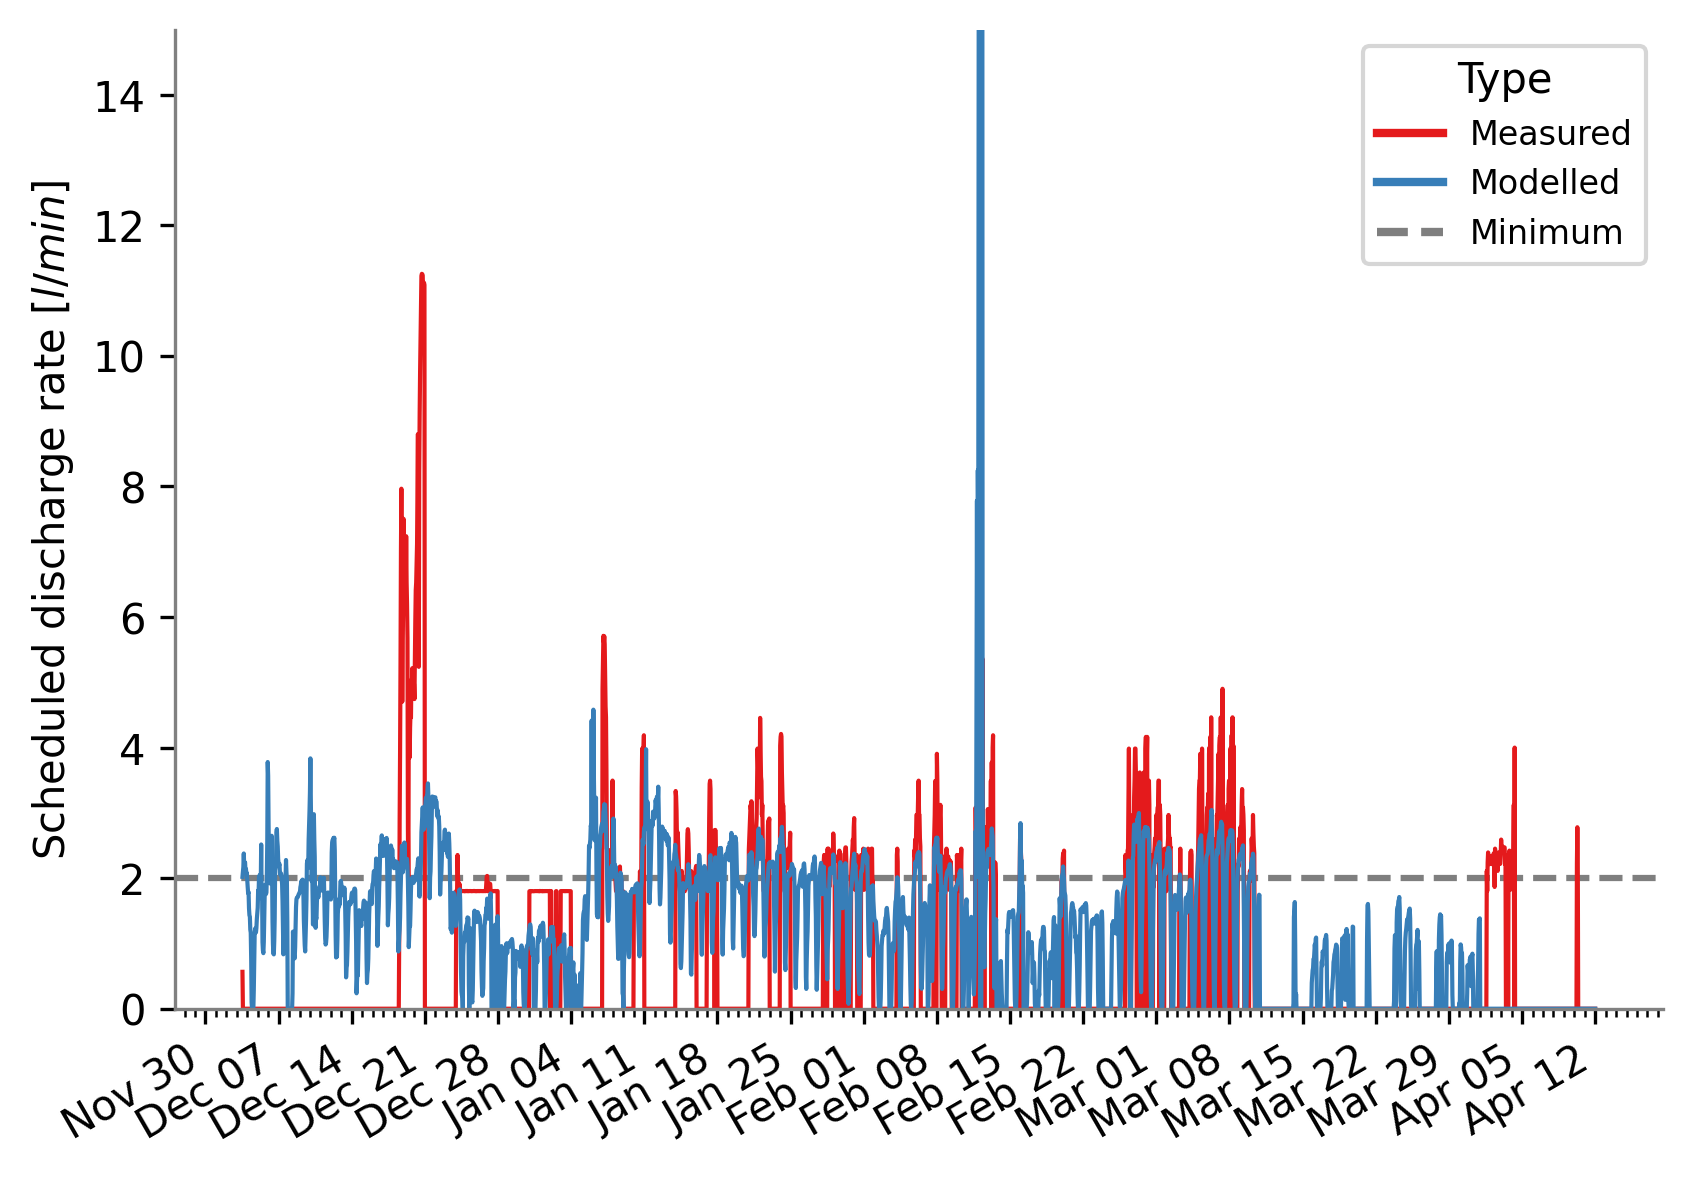 Scheduled discharge rate [l/min]
14
12
10
8
6
4
2
0
Type
Measured
Modelled
Minimum
Nov 30
Dec 07
Dec 14
Dec 21
Dec 28
Jan 04
Jan 11
Jan 18
Jan 25
Feb 01
Feb 08
Feb 15
Feb 22
Mar 01
Mar 08
Mar 15
Mar 22
Mar 29
Apr 05
Apr 12